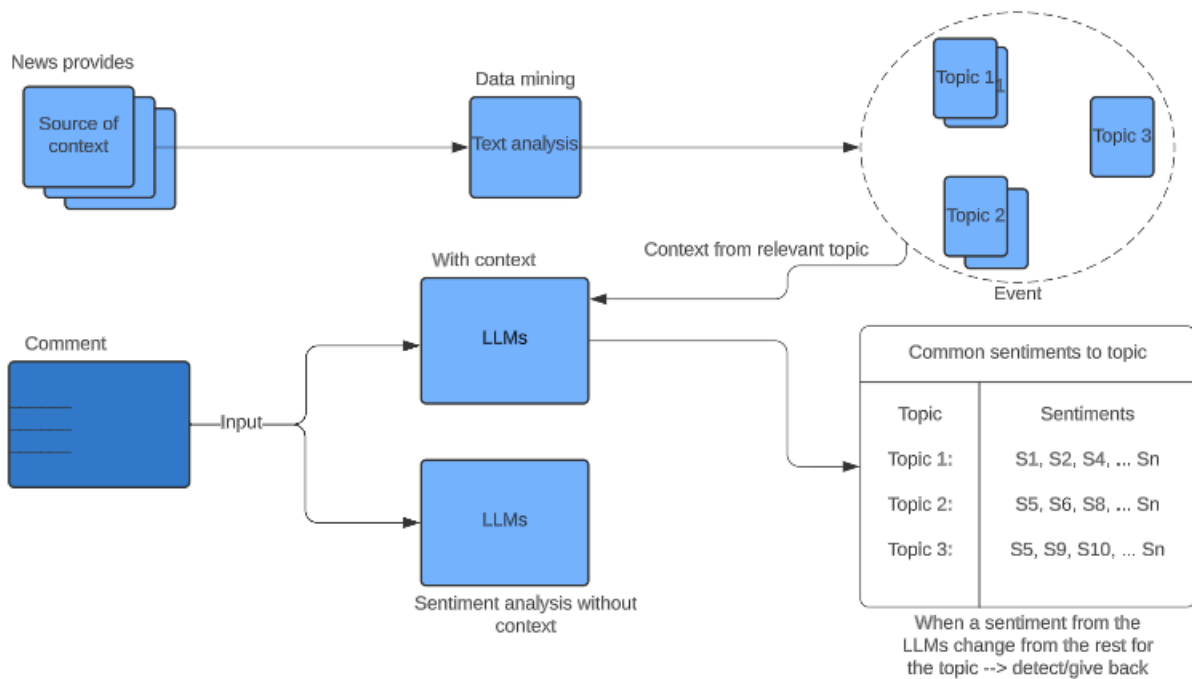 News provides
Source of
context
Data mining
Text analysis
Topic 1
1
Topic 3
Topic 2
Event
Context from relevant topic
With context
LLMs
Comment
Input
LLMs
Sentiment analysis without
context
Common sentiments to topic
Topic Sentiments
Topic 1: S1, S2, S4, ... Sn
Topic 2: S5, S6, S8, ... Sn
Topic 3: S5, S9, S10, ... Sn
When a sentiment from the
LLMs change from the rest for
the topic --> detect/give back